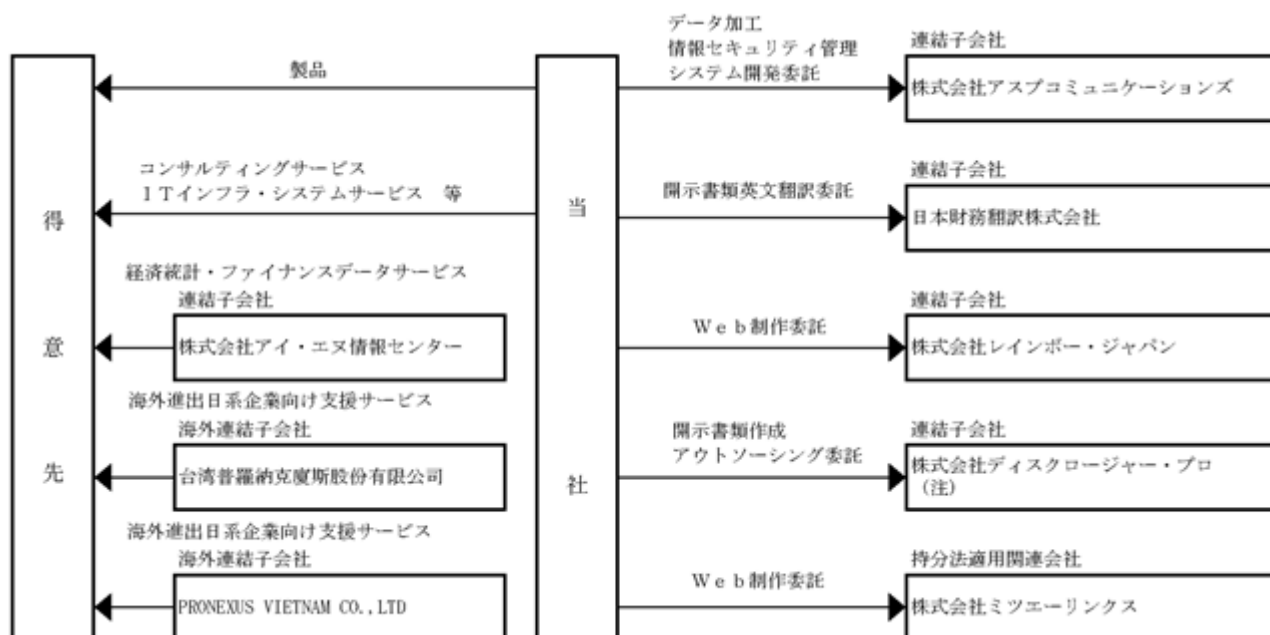 データ加工
情報セキュリティ管理
システム開発委託
連結子会社
製品
株式会社アスプコミュニケーションズ
コンサルティングサービス
ITインフラ・システムサービス 等
連結子会社
開示書類英文翻訳委託
日本財務翻訳株式会社
得意先
当社
経済統計・ファイナンスデータサービス
連結子会社
株式会社アイ・エヌ情報センター
連結子会社
Web制作委託
株式会社レインボー・ジャパン
海外進出日系企業向け支援サービス
海外連結子会社
台湾普羅納克廈斯股份有限公司
開示書類作成
アウトソーシング委託
連結子会社
株式会社ディスクロージャー・プロ
(注)
海外進出日系企業向け支援サービス
海外連結子会社
PRONEXUS VIETNAM CO.,LTD
持分法適用関連会社
Web制作委託
株式会社ミツエーリンクス